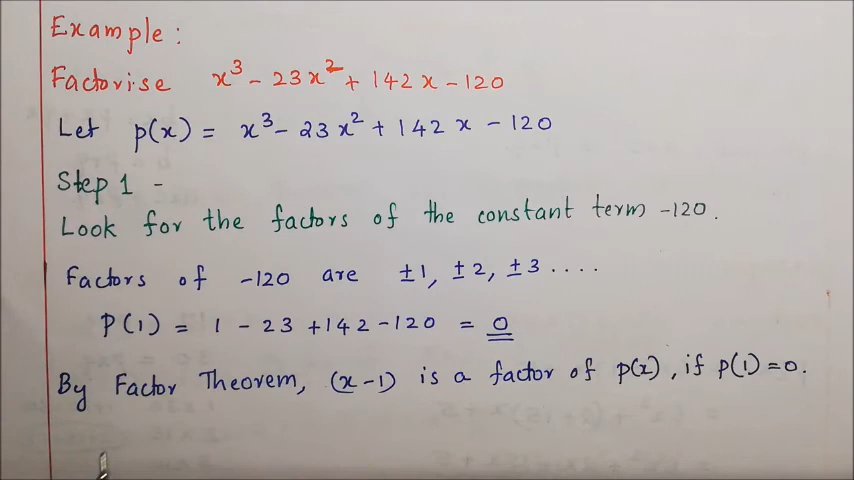 Example:
Factorise x³ - 23x² + 142x - 120
Let p(x) = x³ - 23x² + 142x - 120
Step 1 -
Look for the factors of the constant term -120.
Factors of -120 are ±1, ±2, ±3 ....
P(1) = 1 - 23 + 142 - 120 = 0
By Factor Theorem, (x-1) is a factor of p(x), if p(1) = 0.